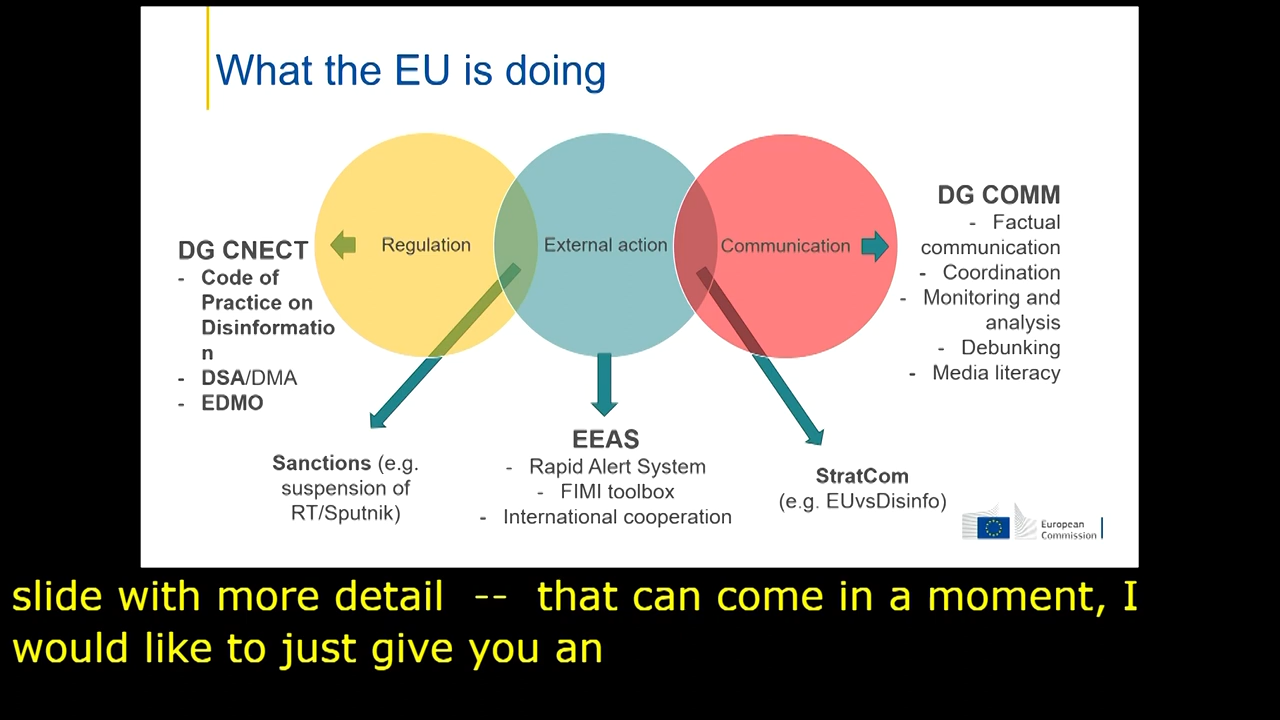 What the EU is doing
Regulation
External action
Communication
DG CNECT
- Code of
Practice on
Disinformatio
n
- DSA/DMA
- EDMO
DG COMM
- Factual
communication
- Coordination
- Monitoring and
analysis
- Debunking
- Media literacy
Sanctions (e.g.
suspension of
RT/Sputnik)
EEAS
- Rapid Alert System
- FIMI toolbox
- International cooperation
StratCom
(e.g. EUvsDisinfo)
European
Commission
slide with more detail -- that can come in a moment, I
would like to just give you an